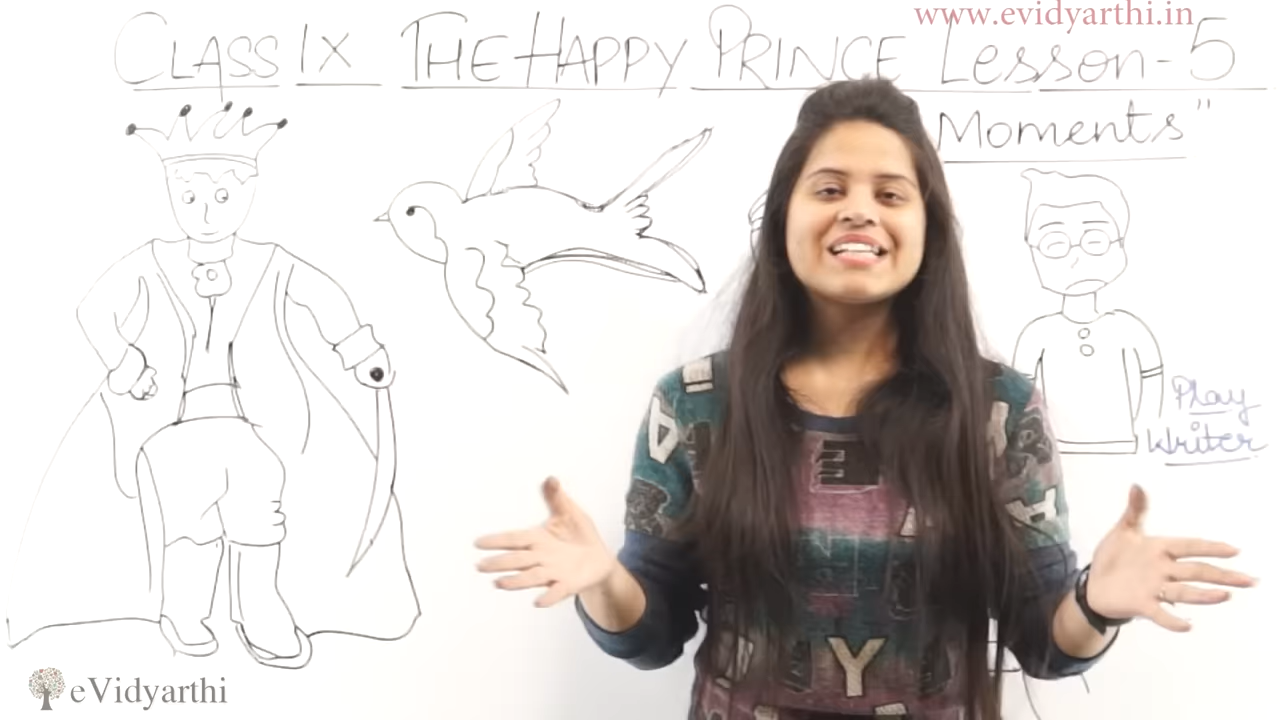 www.evidyarthi.in
CLASS IX THE HAPPY PRINCE Lesson-5
Moments"
Play
Writer
eVidyarthi